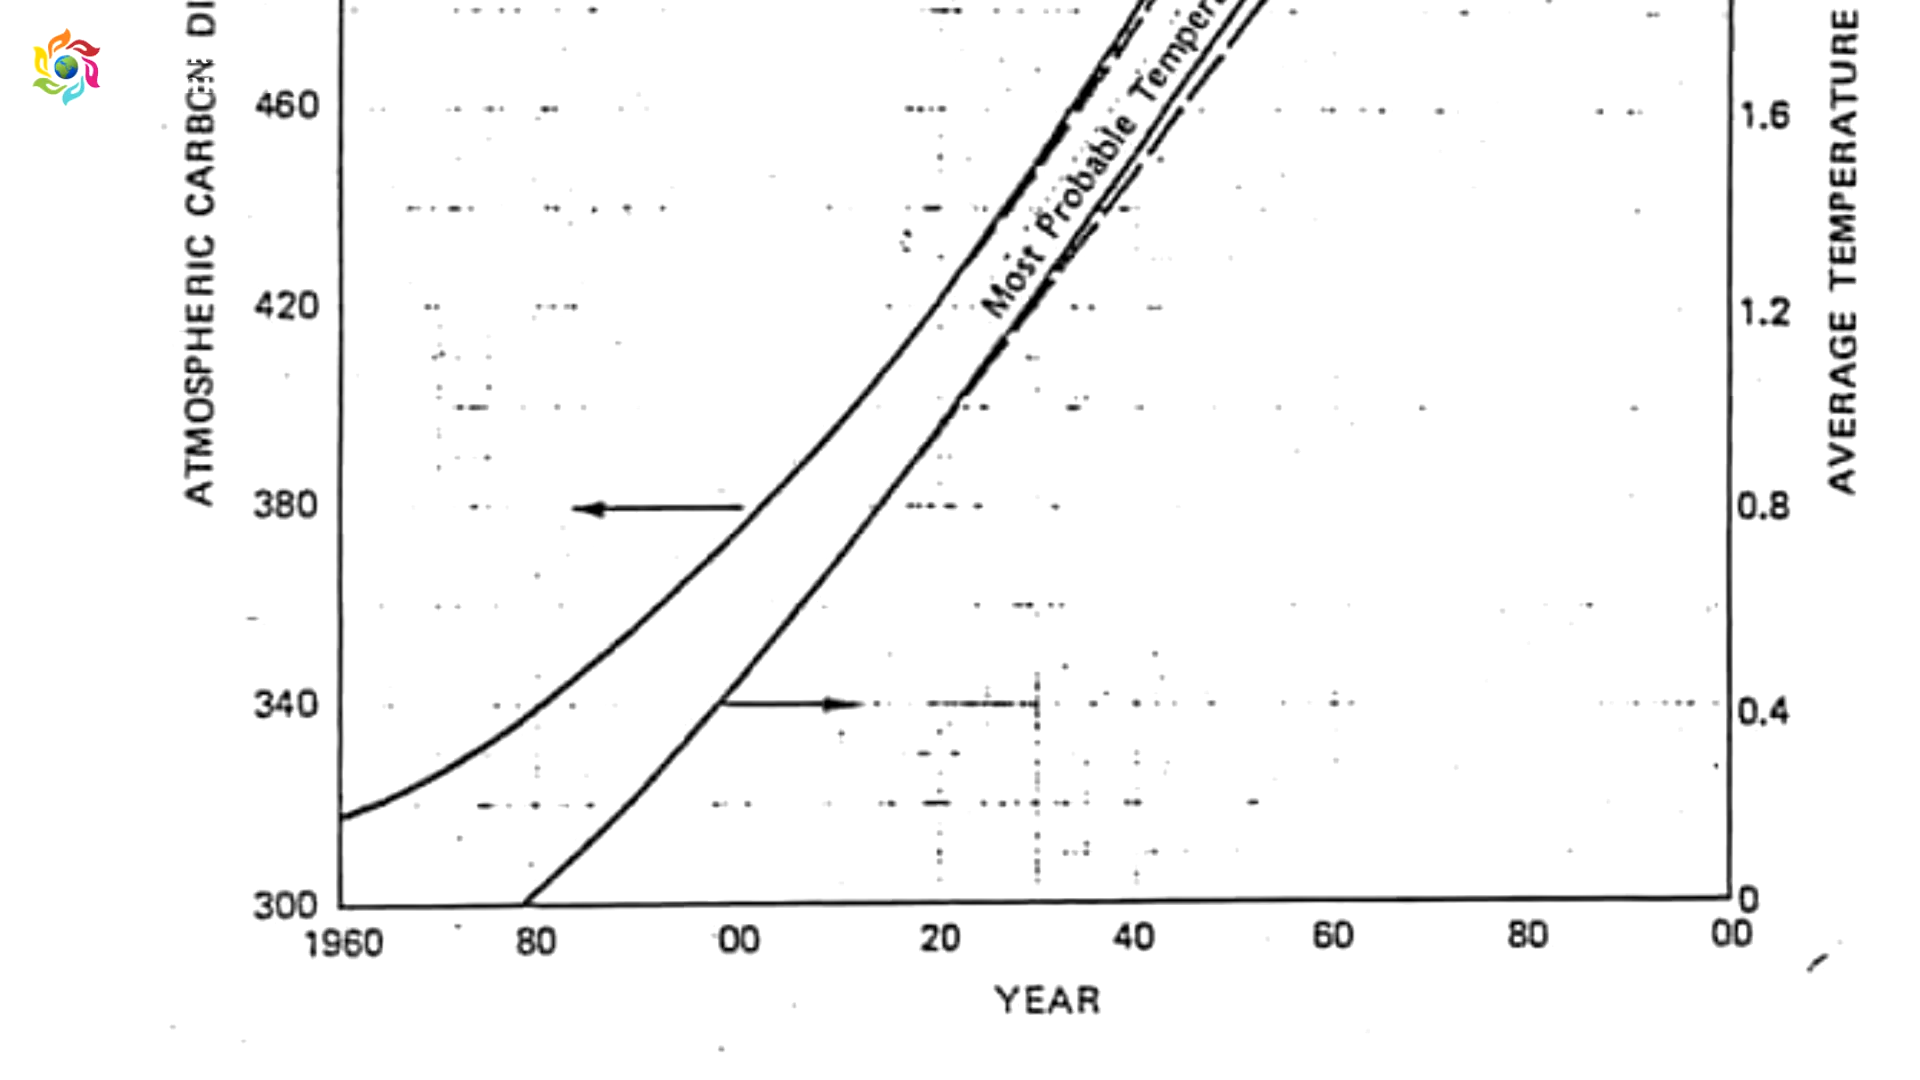 ATMOSPHERIC CARBON DI
460
420
380
340
300
Most Probable Temper
1.6
1.2
0.8
0.4
0
AVERAGE TEMPERATURE
1960 80 00 20 40 60 80 00
YEAR